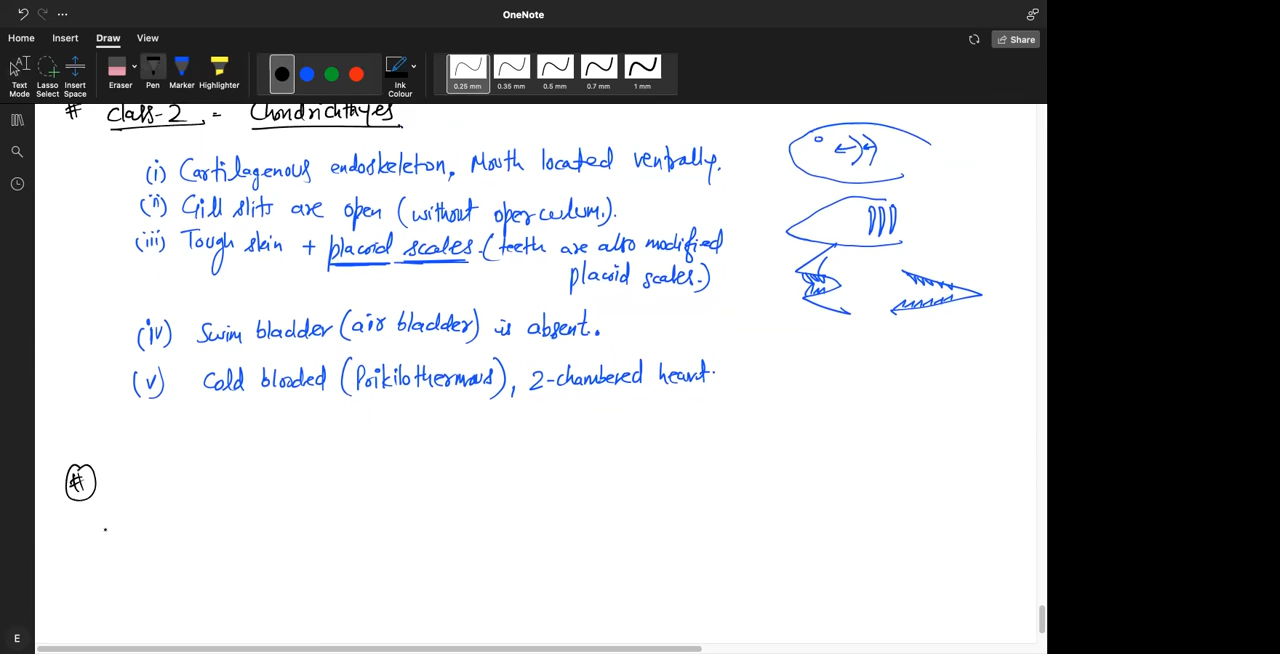 OneNote
Home Insert Draw View
Share
Text Mode
Lasso Select
Insert Space
Eraser
Pen
Marker
Highlighter
Ink Colour
0.25 mm
0.35 mm
0.5 mm
0.7 mm
1 mm
# Class-2 = Chondrichthyes
(i) Cartilagenous endoskeleton, Mouth located ventrally.
(ii) Gill slits are open (without operculum.).
(iii) Tough skin + placoid scales. (teeth are also modified
placoid scales.)
(iv) Swim bladder (air bladder) is absent.
(v) Cold blooded (Poikilothermous), 2-chambered heart.
#
E